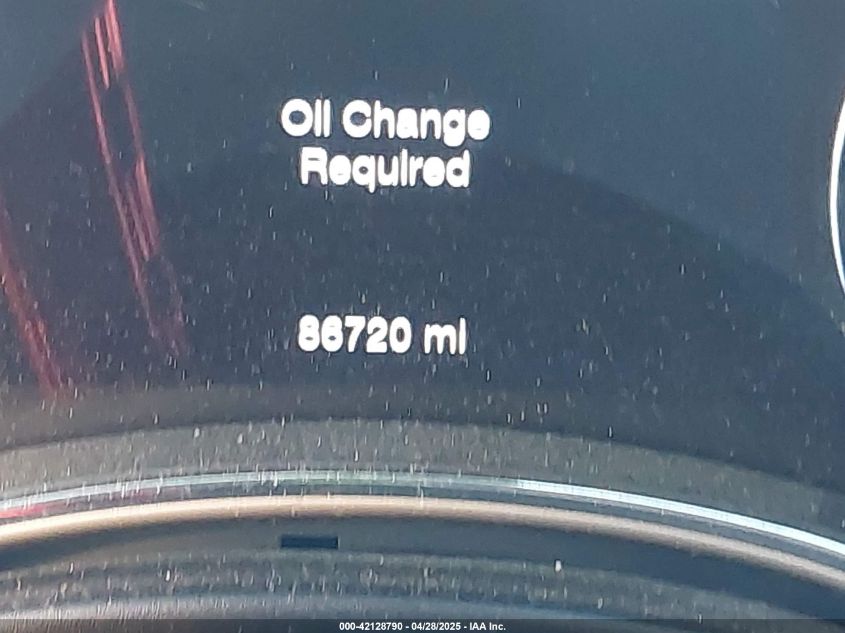 Oil Change
Required
86720 mi
000-42128790 - 04/28/2025 - IAA Inc.